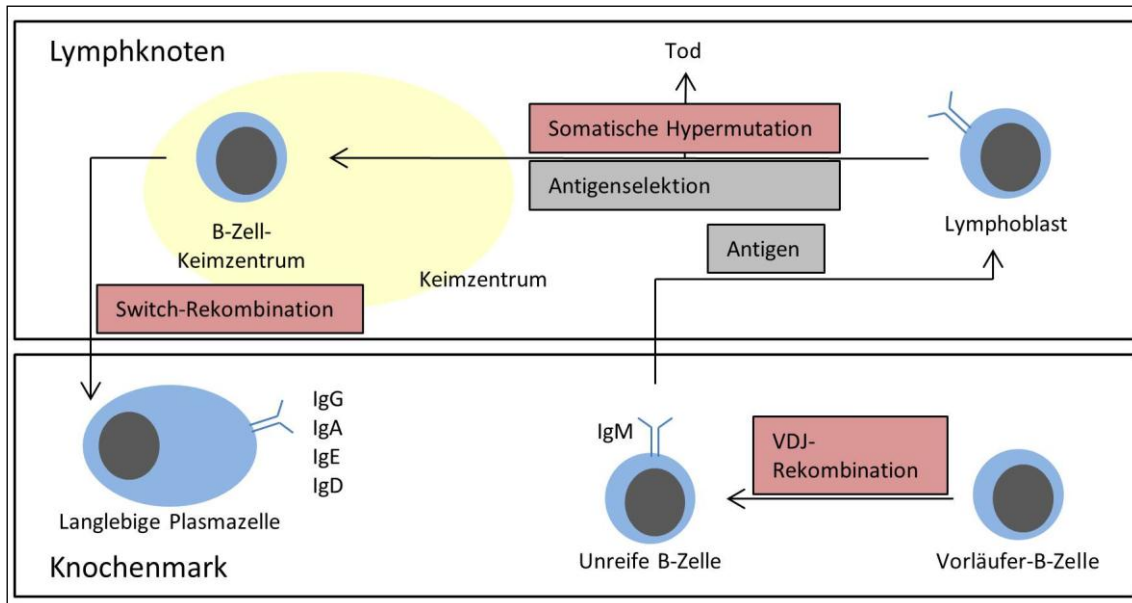 Lymphknoten
Tod
Somatische Hypermutation
Antigenselektion
Lymphoblast
Antigen
B-Zell-
Keimzentrum
Keimzentrum
Switch-Rekombination
IgG
IgA
IgE
IgD
Langlebige Plasmazelle
IgM
VDJ-
Rekombination
Unreife B-Zelle
Vorläufer-B-Zelle
Knochenmark